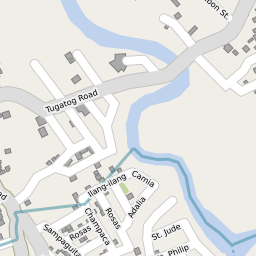 Tugatog Road
Ilang-ilang
Camia
Adalia
Rosas
Champaca
Rosas
Sampaguita
St. Jude
Philip